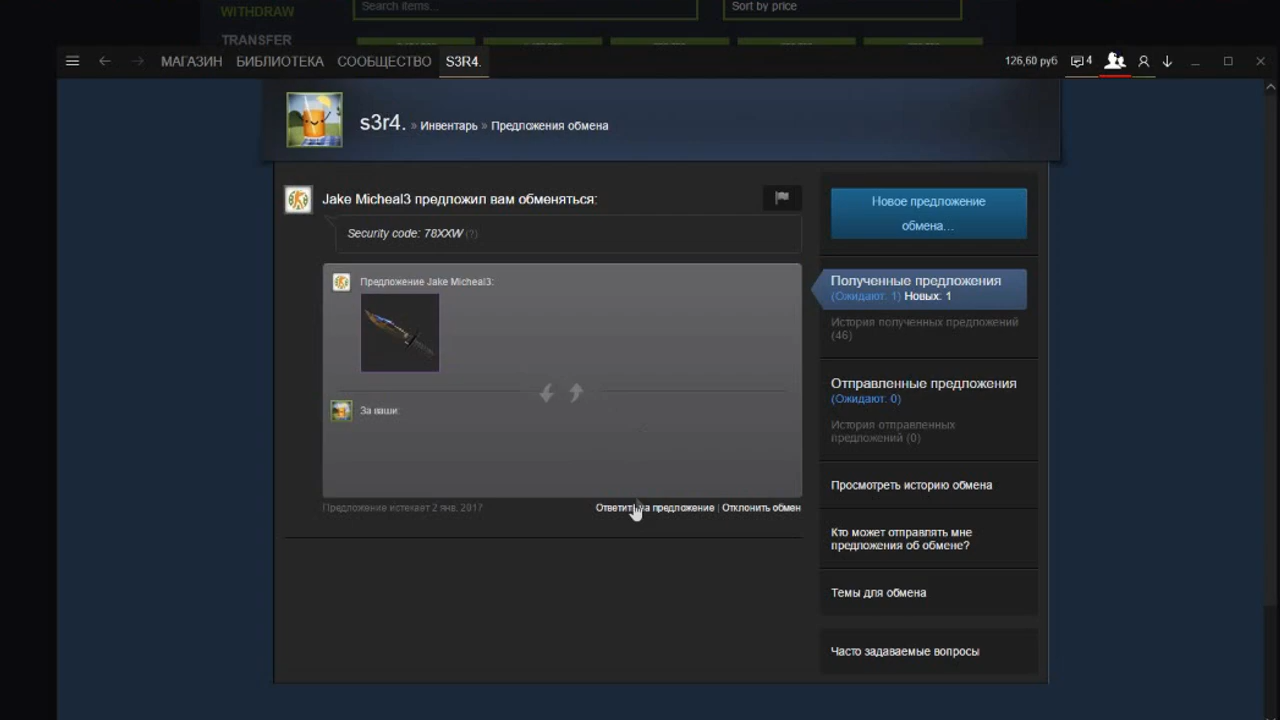 WITHDRAW
Search items...
Sort by price
TRANSFER
МАГАЗИН БИБЛИОТЕКА СООБЩЕСТВО S3R4.
126,60 руб 4
s3r4. » Инвентарь » Предложения обмена
Jake Micheal3 предложил вам обменяться:
Security code: 78XXW (?)
Предложение Jake Micheal3:
За ваши:
Предложение истекает 2 янв. 2017
Ответить на предложение | Отклонить обмен
Новое предложение
обмена...
Полученные предложения
(Ожидают: 1) Новых: 1
История полученных предложений
(46)
Отправленные предложения
(Ожидают: 0)
История отправленных
предложений (0)
Просмотреть историю обмена
Кто может отправлять мне
предложения об обмене?
Темы для обмена
Часто задаваемые вопросы